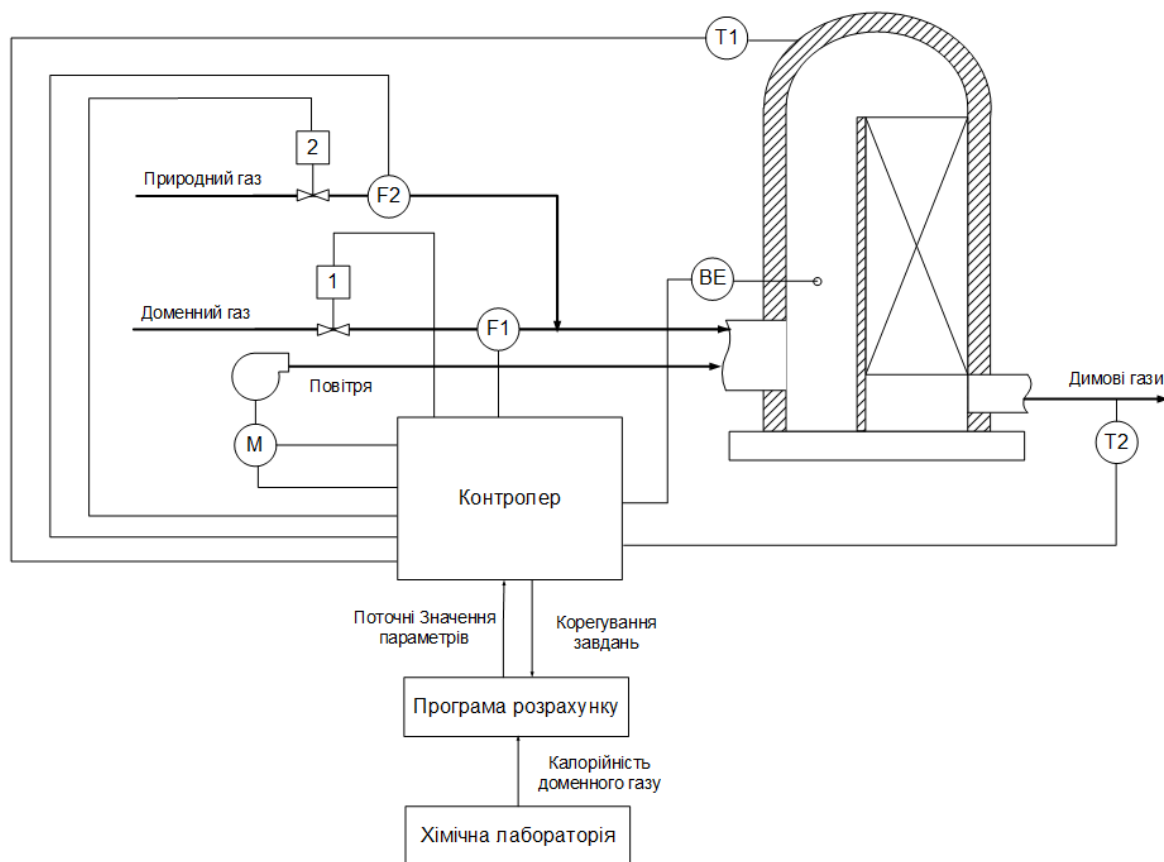 T1
2
Природний газ
F2
1
BE
Доменний газ
F1
Повітря
Димові гази
M
T2
Контролер
Поточні Значення
параметрів
Корегування
завдань
Програма розрахунку
Калорійність
доменного газу
Хімічна лабораторія